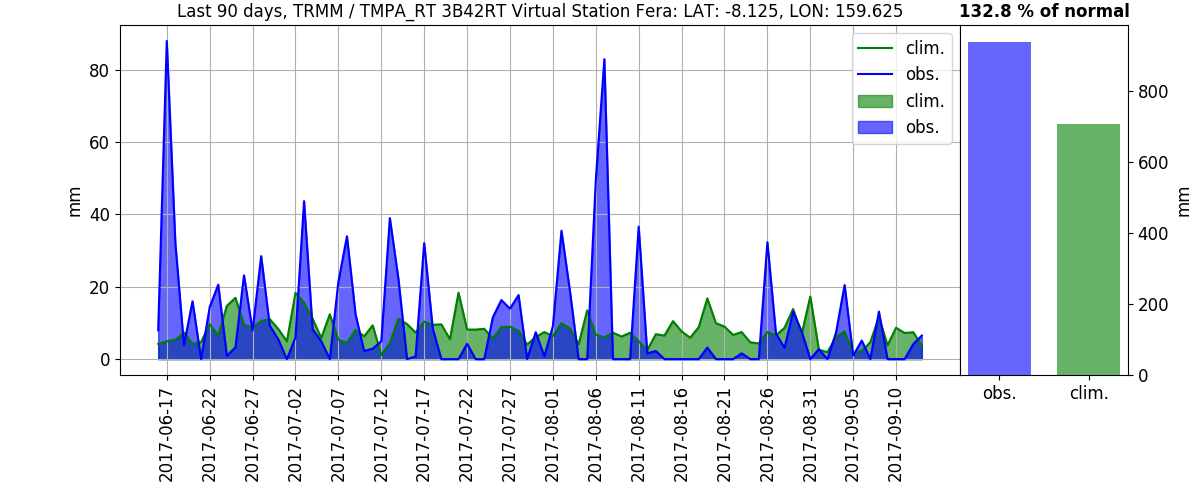 Last 90 days, TRMM / TMPA_RT 3B42RT Virtual Station Fera: LAT: -8.125, LON: 159.625
132.8 % of normal
clim.
obs.
clim.
obs.
mm
80
60
40
20
0
2017-06-17
2017-06-22
2017-06-27
2017-07-02
2017-07-07
2017-07-12
2017-07-17
2017-07-22
2017-07-27
2017-08-01
2017-08-06
2017-08-11
2017-08-16
2017-08-21
2017-08-26
2017-08-31
2017-09-05
2017-09-10
800
600
400
200
0
mm
obs.
clim.